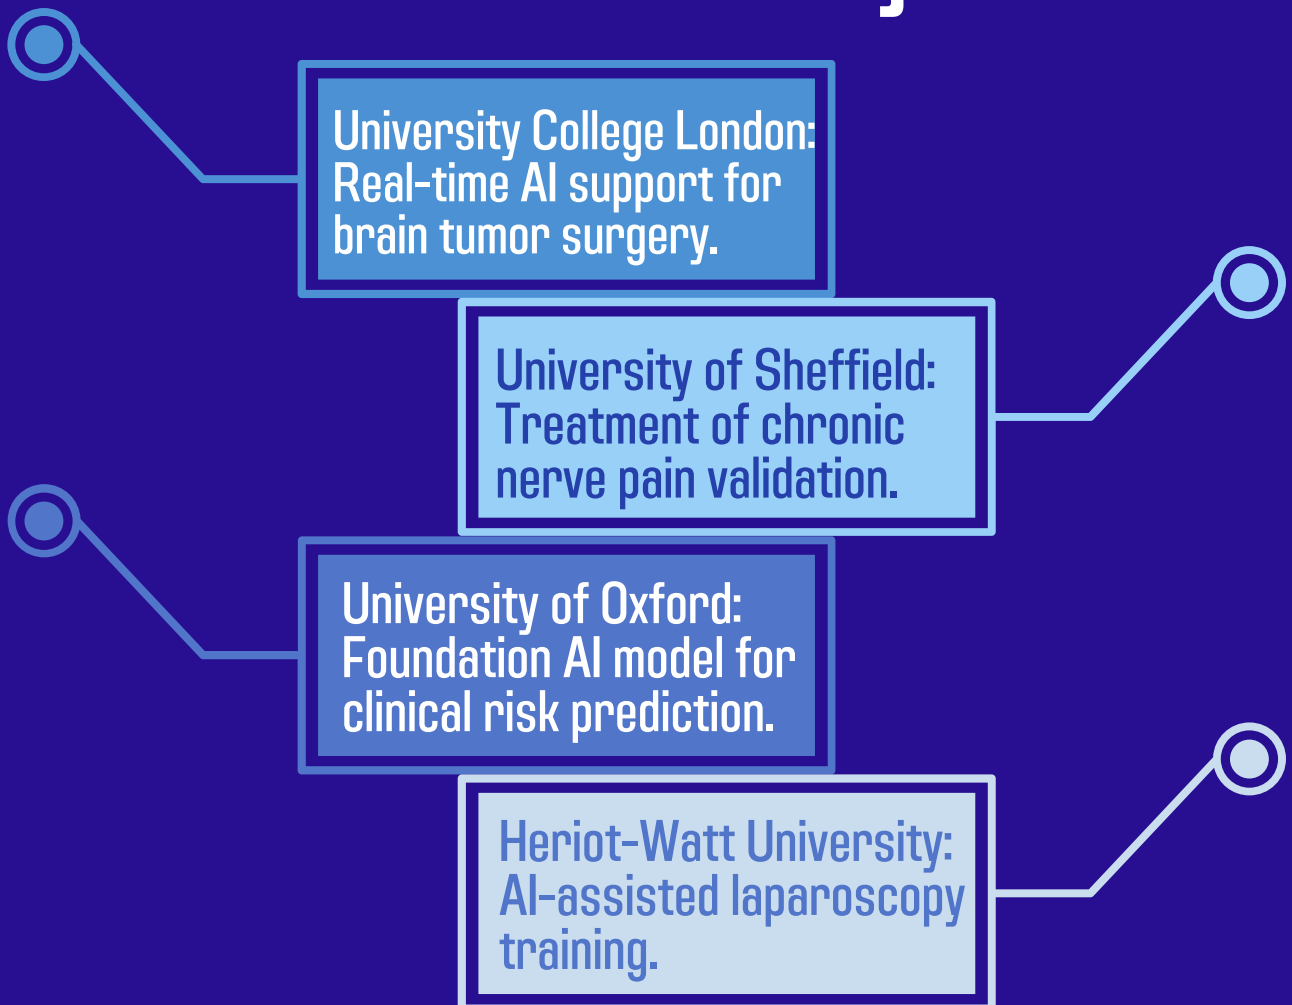 University College London:
Real-time AI support for
brain tumor surgery.
University of Sheffield:
Treatment of chronic
nerve pain validation.
University of Oxford:
Foundation AI model for
clinical risk prediction.
Heriot-Watt University:
AI-assisted laparoscopy
training.